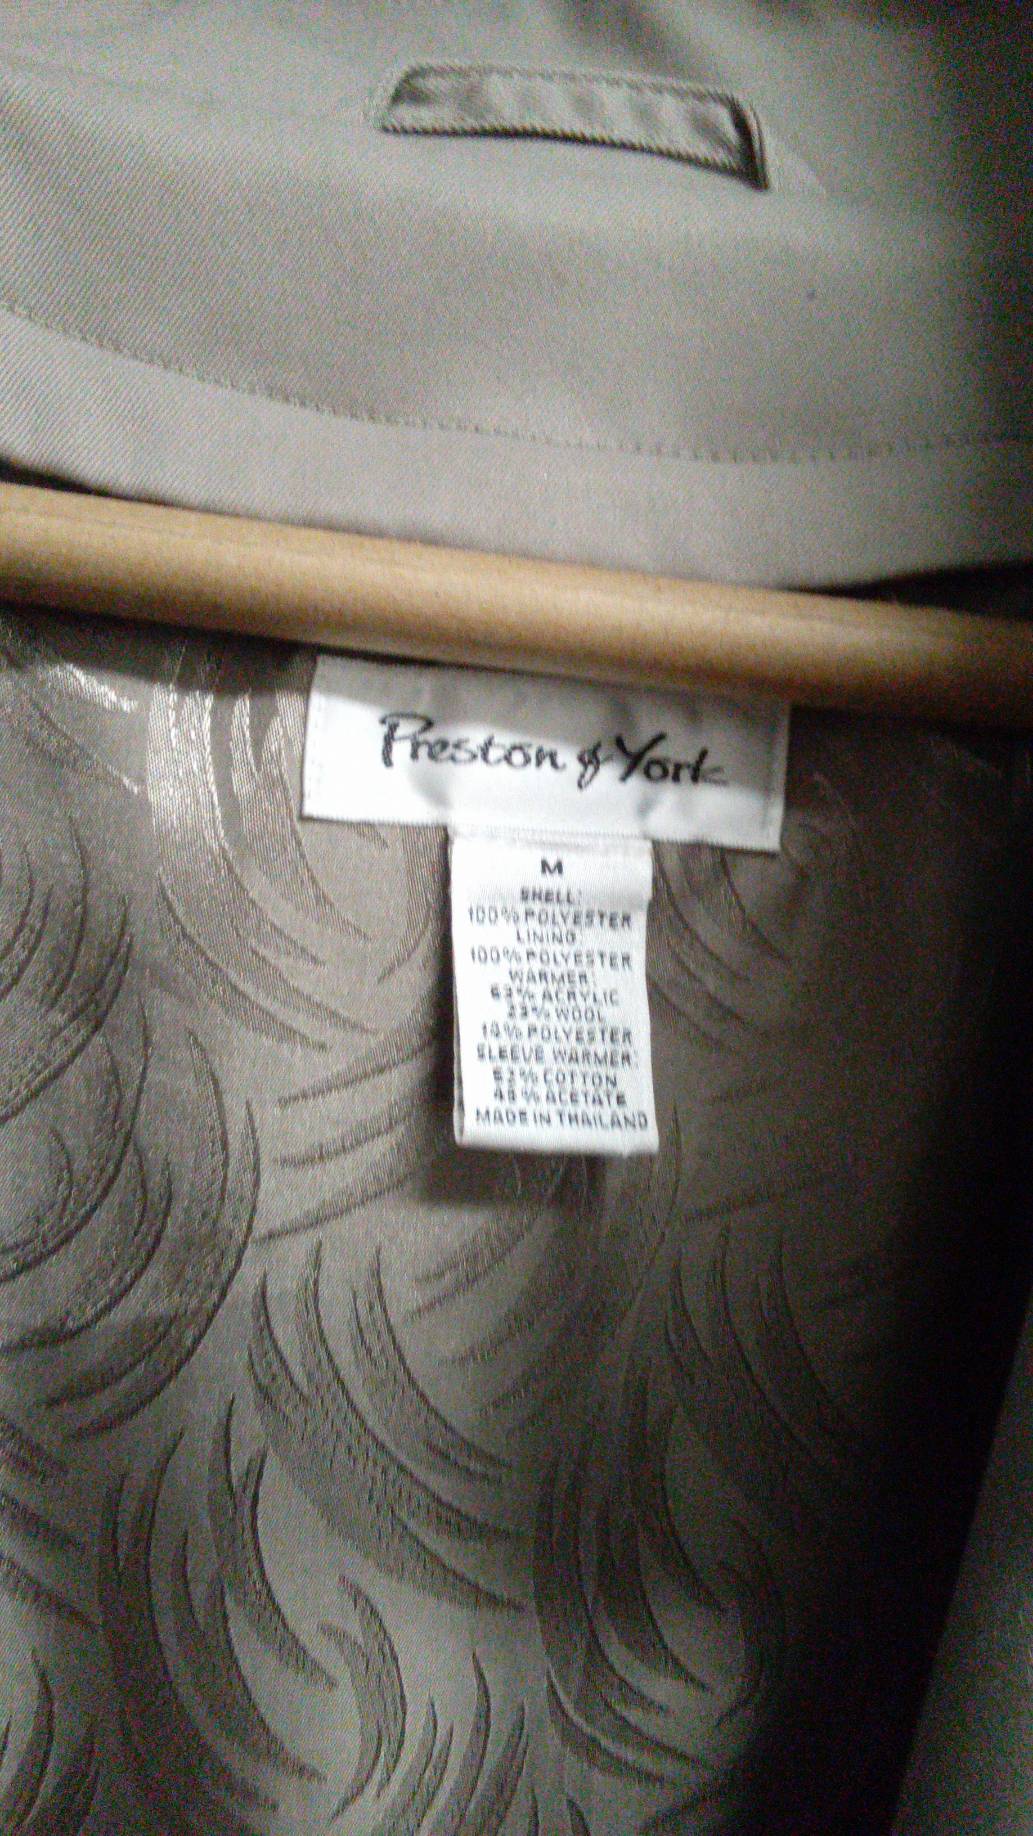 Preston & York
M
SHELL:
100% POLYESTER
LINING:
100% POLYESTER
WARMER:
63% ACRYLIC
23% WOOL
14% POLYESTER
SLEEVE WARMER:
52% COTTON
48% ACETATE
MADE IN THAILAND